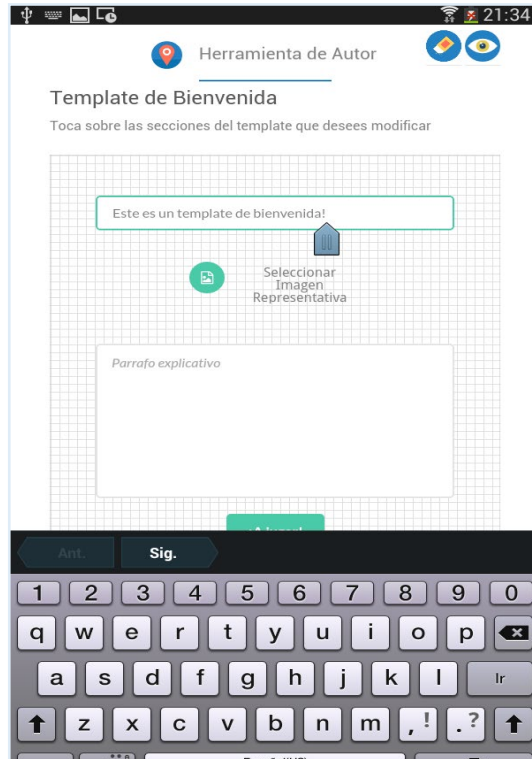 21:34
Herramienta de Autor
Template de Bienvenida
Toca sobre las secciones del template que desees modificar
Este es un template de bienvenida!
Seleccionar
Imagen
Representativa
Parrafo explicativo
Ant. Sig.
1 2 3 4 5 6 7 8 9 0
q w e r t y u i o p
a s d f g h j k l Ir
z x c v b n m , ! . ?